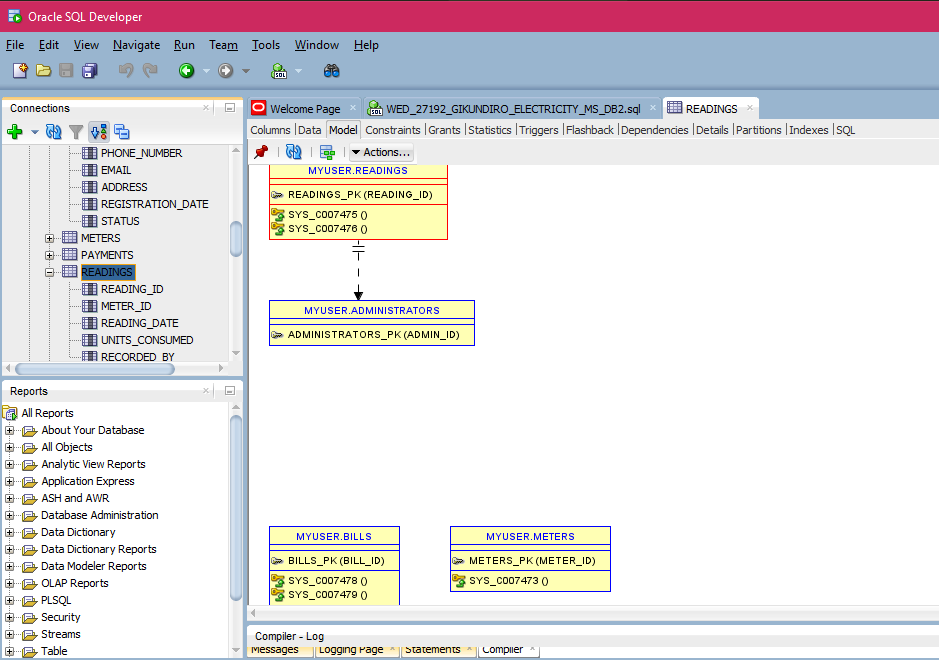 Oracle SQL Developer
File Edit View Navigate Run Team Tools Window Help
Connections
PHONE_NUMBER
EMAIL
ADDRESS
REGISTRATION_DATE
STATUS
METERS
PAYMENTS
READINGS
READING_ID
METER_ID
READING_DATE
UNITS_CONSUMED
RECORDED_BY
Reports
All Reports
About Your Database
All Objects
Analytic View Reports
Application Express
ASH and AWR
Database Administration
Data Dictionary
Data Dictionary Reports
Data Modeler Reports
OLAP Reports
PLSQL
Security
Streams
Table
Welcome Page WED_27192_GIKUNDIRO_ELECTRICITY_MS_DB2.sql READINGS
Columns Data Model Constraints Grants Statistics Triggers Flashback Dependencies Details Partitions Indexes SQL
Actions...
MYUSER.READINGS
READINGS_PK (READING_ID)
SYS_C007475 ()
SYS_C007476 ()
MYUSER.ADMINISTRATORS
ADMINISTRATORS_PK (ADMIN_ID)
MYUSER.BILLS
BILLS_PK (BILL_ID)
SYS_C007478 ()
SYS_C007479 ()
MYUSER.METERS
METERS_PK (METER_ID)
SYS_C007473 ()
Compiler - Log
Messages Logging Page Statements Compiler